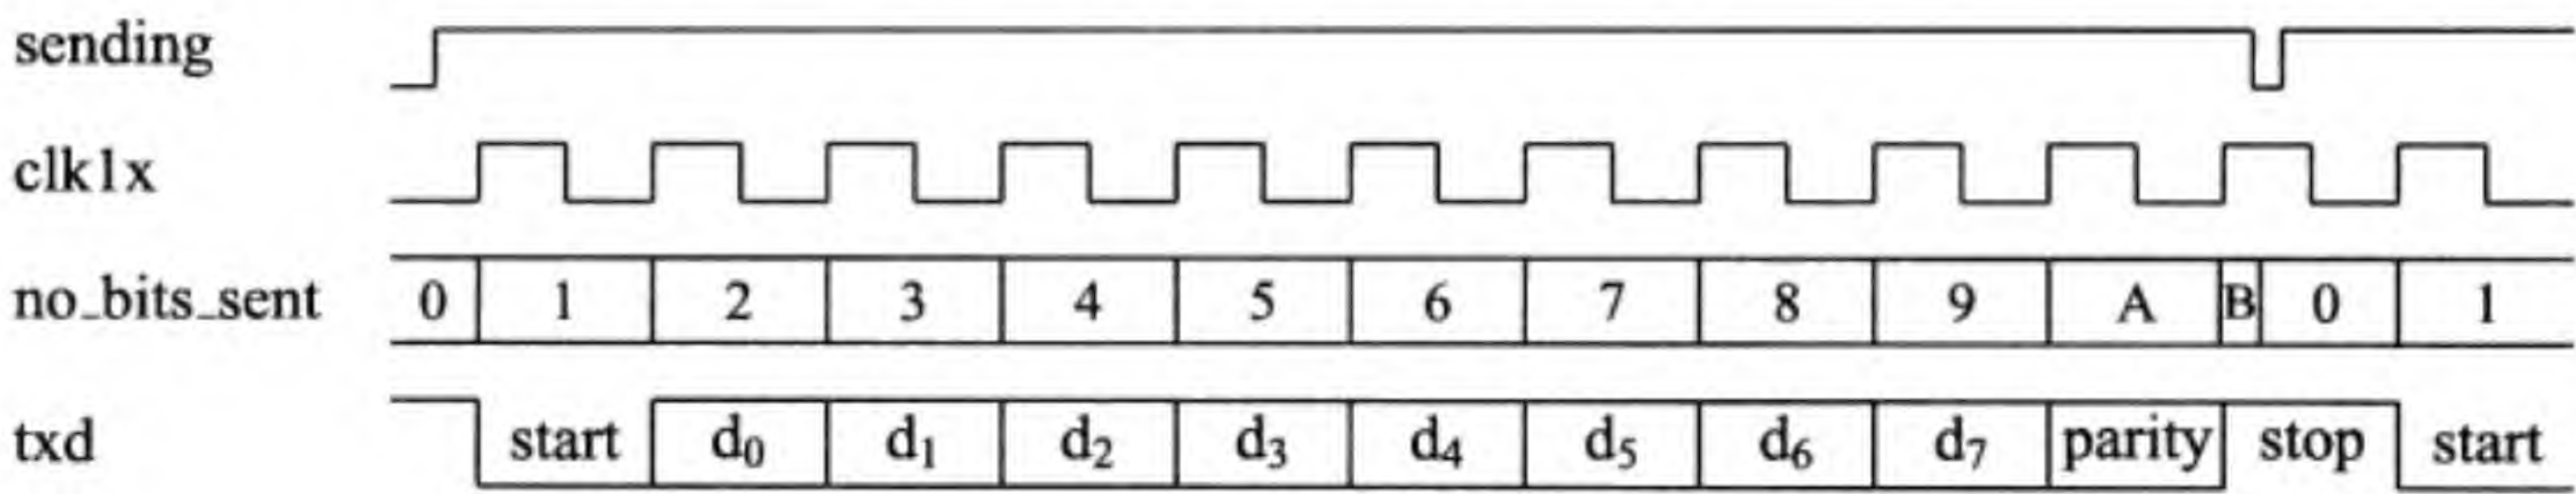 sending
clk1x
no_bits_sent 0 1 2 3 4 5 6 7 8 9 A B 0 1
txd start d₀ d₁ d₂ d₃ d₄ d₅ d₆ d₇ parity stop start